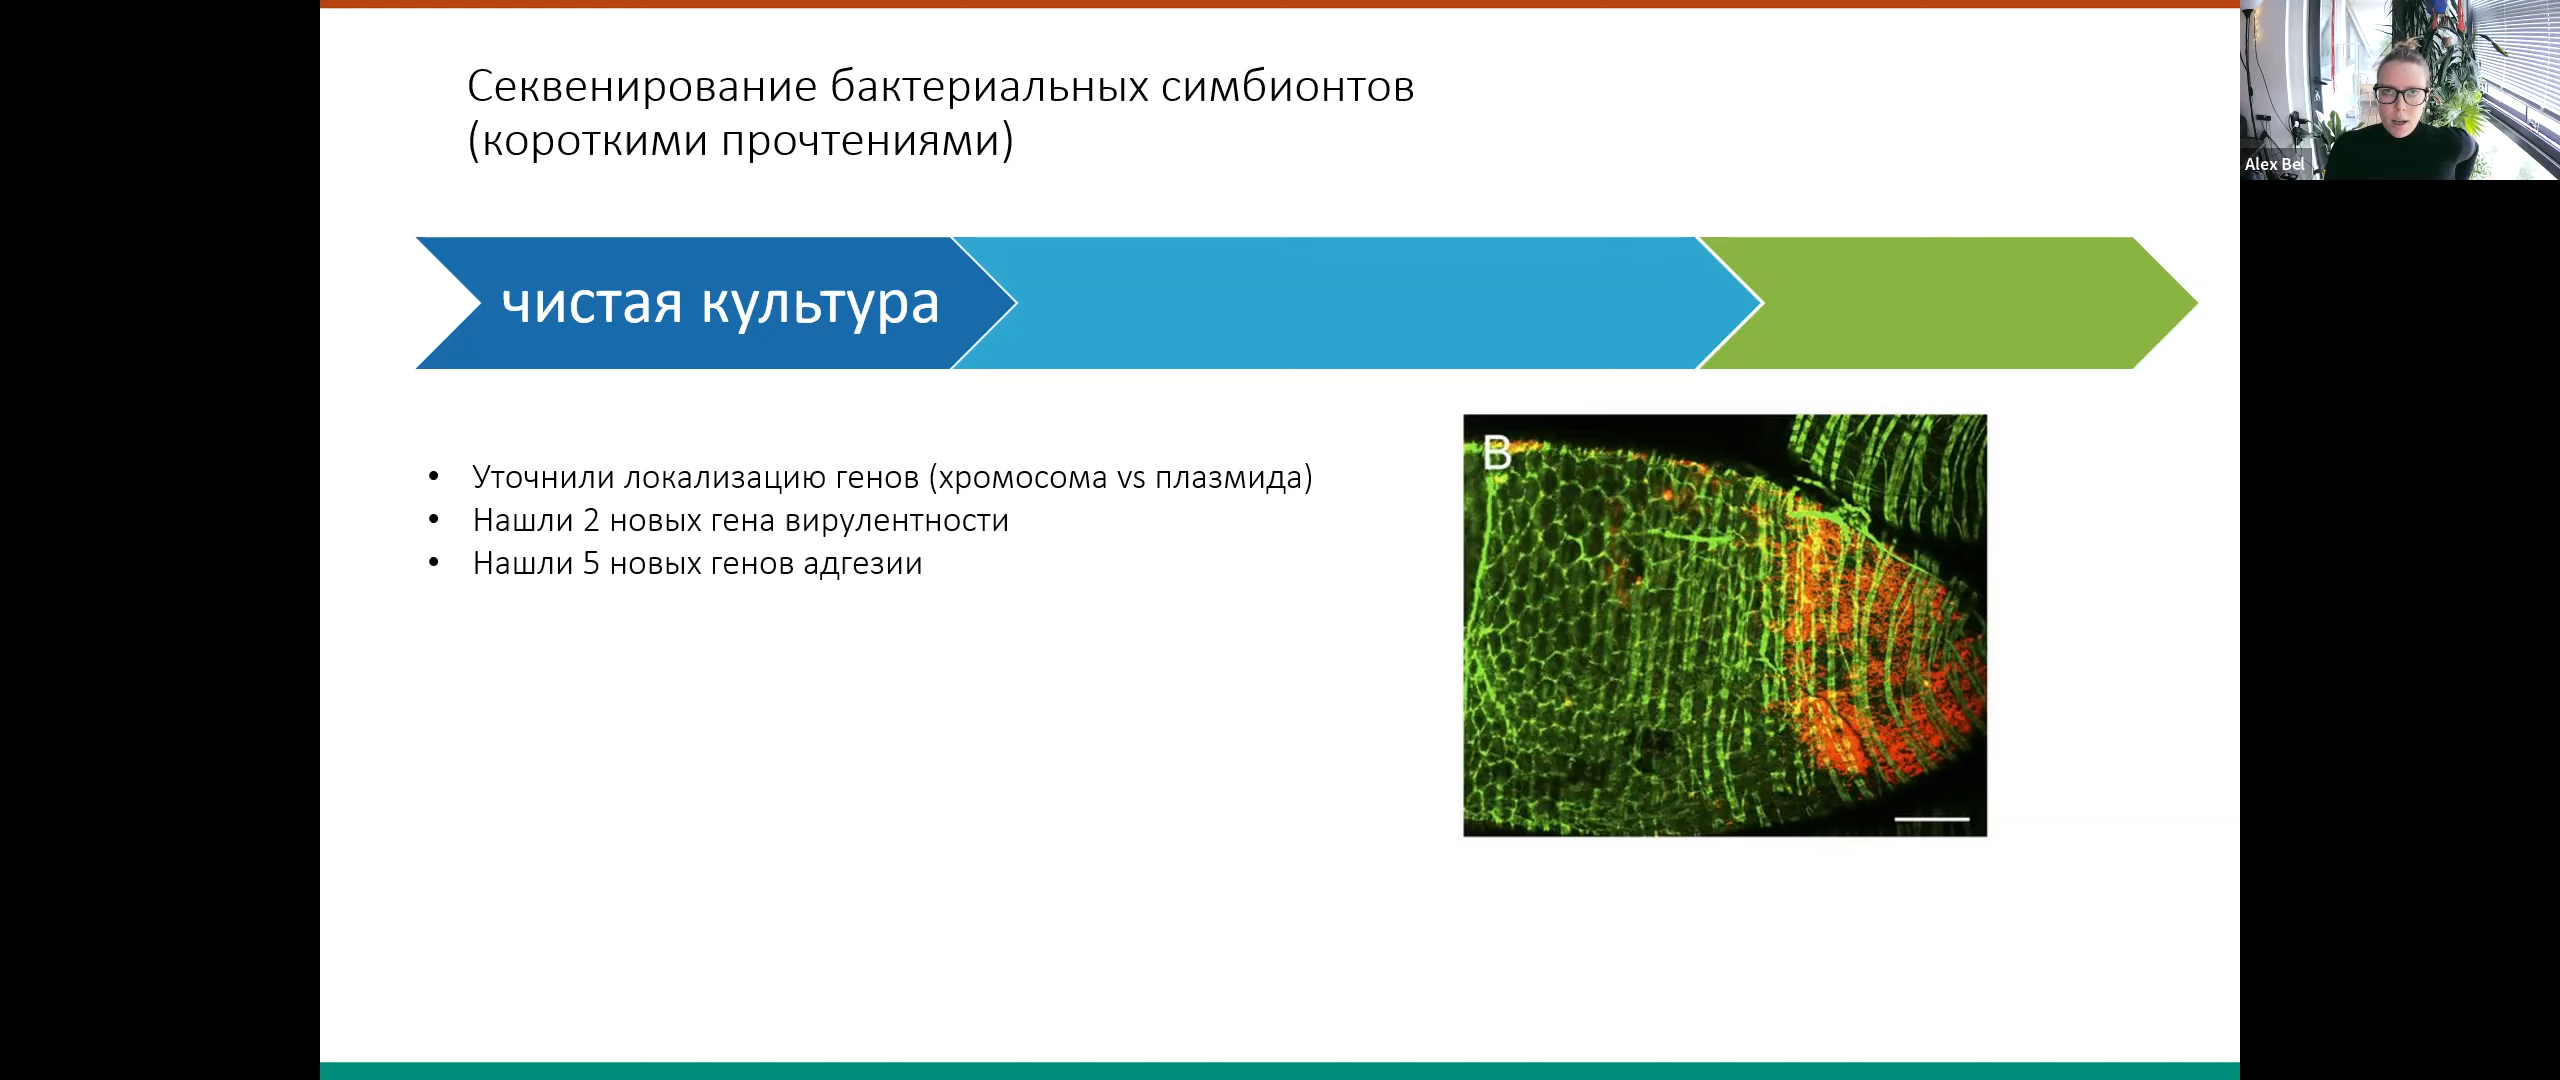 Секвенирование бактериальных симбионтов
(короткими прочтениями)
Alex Bel
чистая культура
• Уточнили локализацию генов (хромосома vs плазмида)
• Нашли 2 новых гена вирулентности
• Нашли 5 новых генов адгезии
B